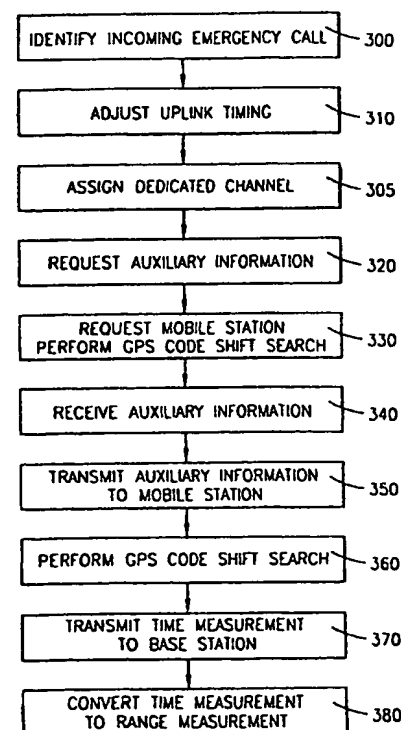 IDENTIFY INCOMING EMERGENCY CALL 300
ADJUST UPLINK TIMING 310
ASSIGN DEDICATED CHANNEL 305
REQUEST AUXILIARY INFORMATION 320
REQUEST MOBILE STATION
PERFORM GPS CODE SHIFT SEARCH 330
RECEIVE AUXILIARY INFORMATION 340
TRANSMIT AUXILIARY INFORMATION
TO MOBILE STATION 350
PERFORM GPS CODE SHIFT SEARCH 360
TRANSMIT TIME MEASUREMENT
TO BASE STATION 370
CONVERT TIME MEASUREMENT
TO RANGE MEASUREMENT 380